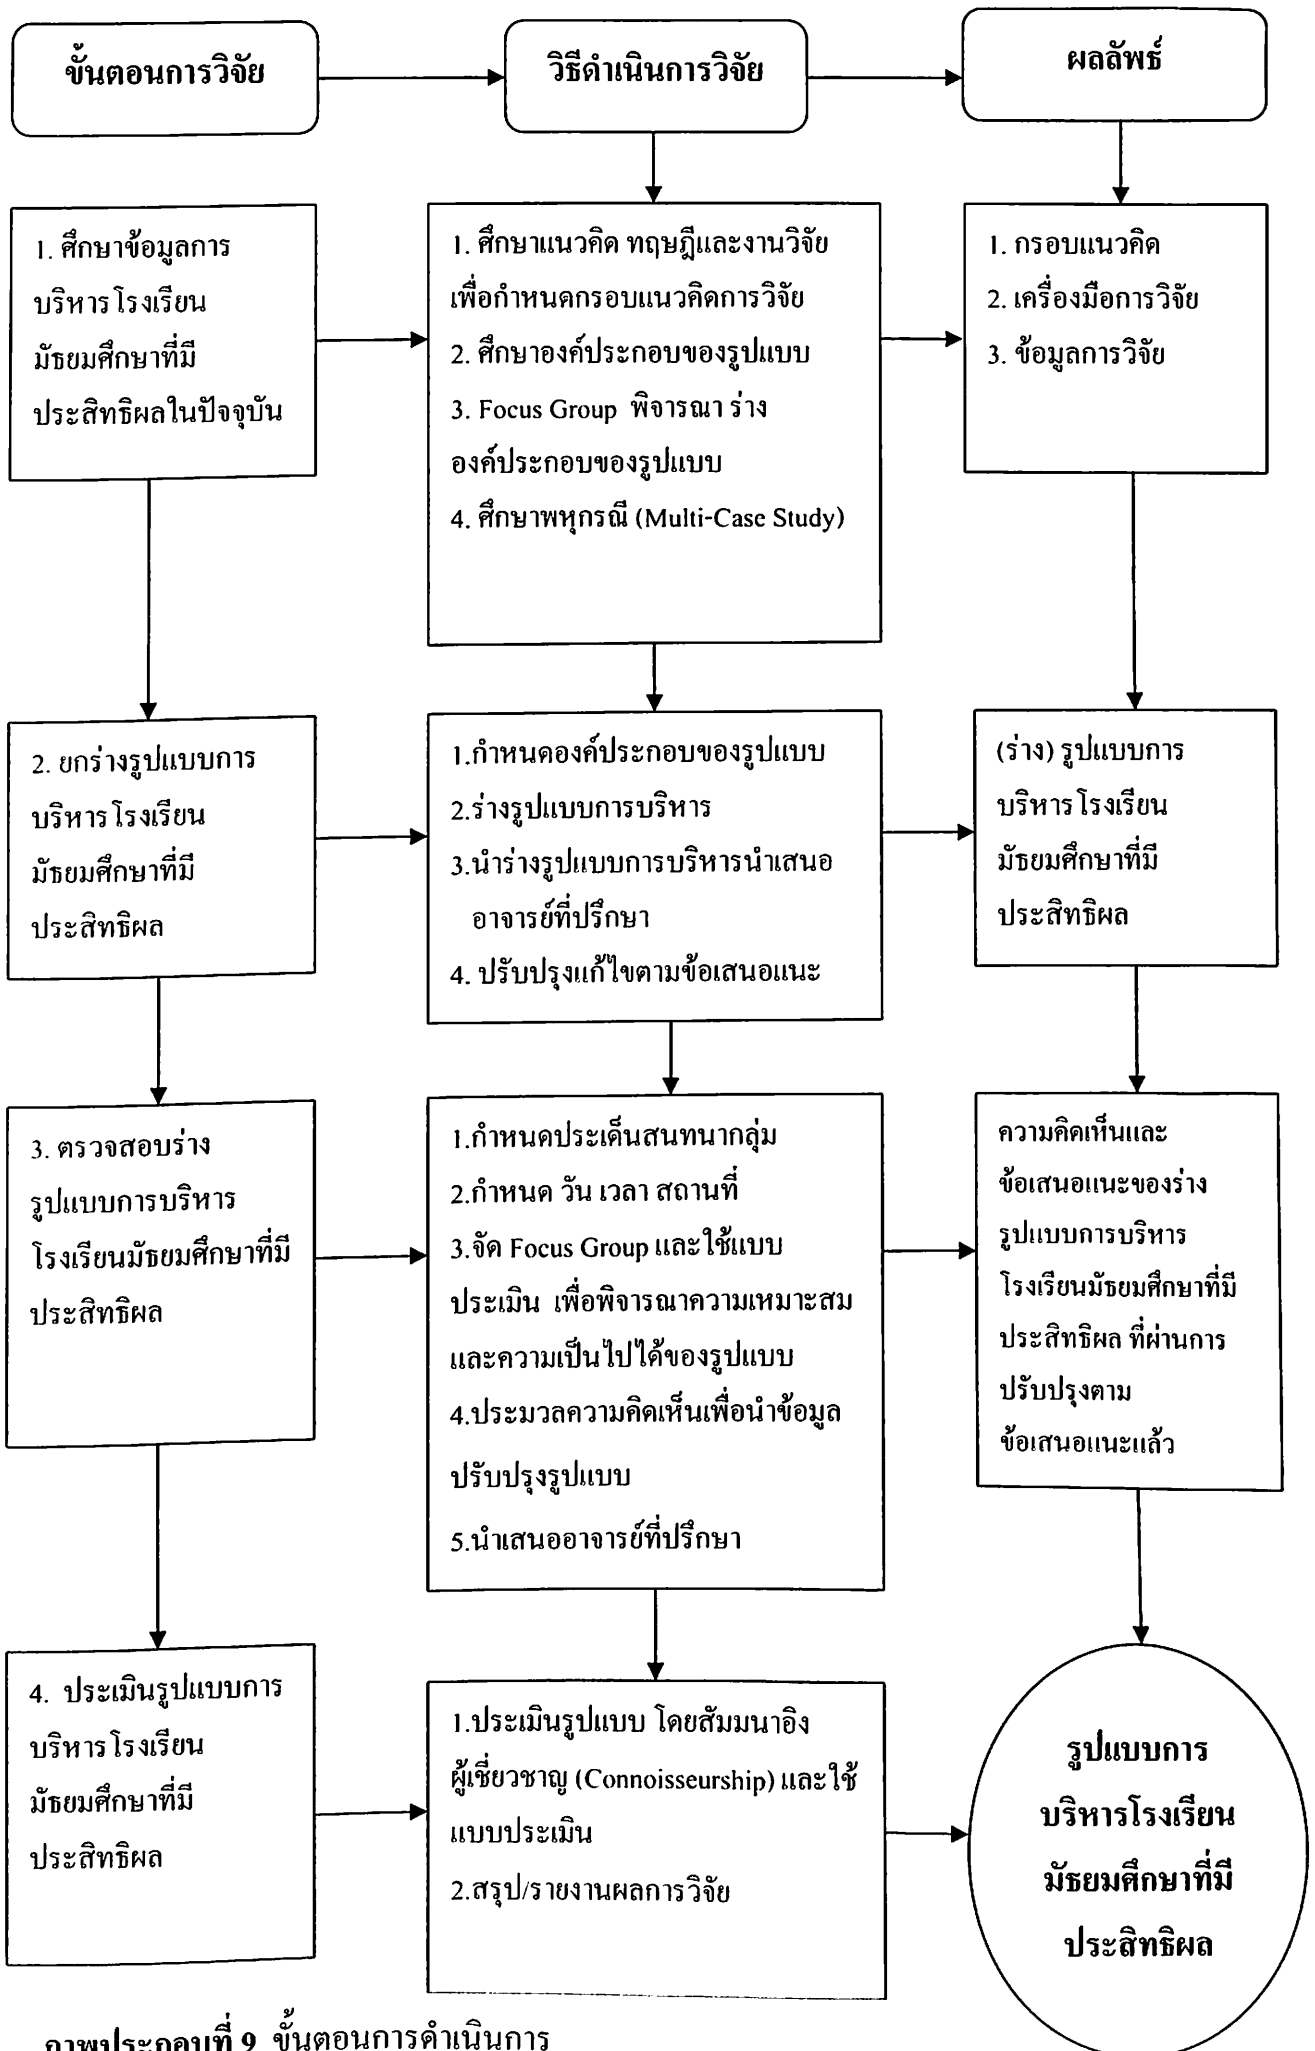 ขั้นตอนการวิจัย
วิธีดำเนินการวิจัย
ผลลัพธ์
1. ศึกษาข้อมูลการ
บริหารโรงเรียน
มัธยมศึกษาที่มี
ประสิทธิผลในปัจจุบัน
1. ศึกษาแนวคิด ทฤษฎีและงานวิจัย
เพื่อกำหนดกรอบแนวคิดการวิจัย
2. ศึกษาองค์ประกอบของรูปแบบ
3. Focus Group พิจารณา ร่าง
องค์ประกอบของรูปแบบ
4. ศึกษาพหุกรณี (Multi-Case Study)
1. กรอบแนวคิด
2. เครื่องมือการวิจัย
3. ข้อมูลการวิจัย
2. ยกร่างรูปแบบการ
บริหารโรงเรียน
มัธยมศึกษาที่มี
ประสิทธิผล
1.กำหนดองค์ประกอบของรูปแบบ
2.ร่างรูปแบบการบริหาร
3.นำร่างรูปแบบการบริหารนำเสนอ
อาจารย์ที่ปรึกษา
4. ปรับปรุงแก้ไขตามข้อเสนอแนะ
(ร่าง) รูปแบบการ
บริหารโรงเรียน
มัธยมศึกษาที่มี
ประสิทธิผล
3. ตรวจสอบร่าง
รูปแบบการบริหาร
โรงเรียนมัธยมศึกษาที่มี
ประสิทธิผล
1.กำหนดประเด็นสนทนากลุ่ม
2.กำหนด วัน เวลา สถานที่
3.จัด Focus Group และใช้แบบ
ประเมิน เพื่อพิจารณาความเหมาะสม
และความเป็นไปได้ของรูปแบบ
4.ประมวลความคิดเห็นเพื่อนำข้อมูล
ปรับปรุงรูปแบบ
5.นำเสนออาจารย์ที่ปรึกษา
ความคิดเห็นและ
ข้อเสนอแนะของร่าง
รูปแบบการบริหาร
โรงเรียนมัธยมศึกษาที่มี
ประสิทธิผล ที่ผ่านการ
ปรับปรุงตาม
ข้อเสนอแนะแล้ว
4. ประเมินรูปแบบการ
บริหารโรงเรียน
มัธยมศึกษาที่มี
ประสิทธิผล
1.ประเมินรูปแบบ โดยสัมมนาอิง
ผู้เชี่ยวชาญ (Connoisseurship) และใช้
แบบประเมิน
2.สรุป/รายงานผลการวิจัย
รูปแบบการ
บริหารโรงเรียน
มัธยมศึกษาที่มี
ประสิทธิผล
ภาพประกอบที่ 9 ขั้นตอนการดำเนินการ